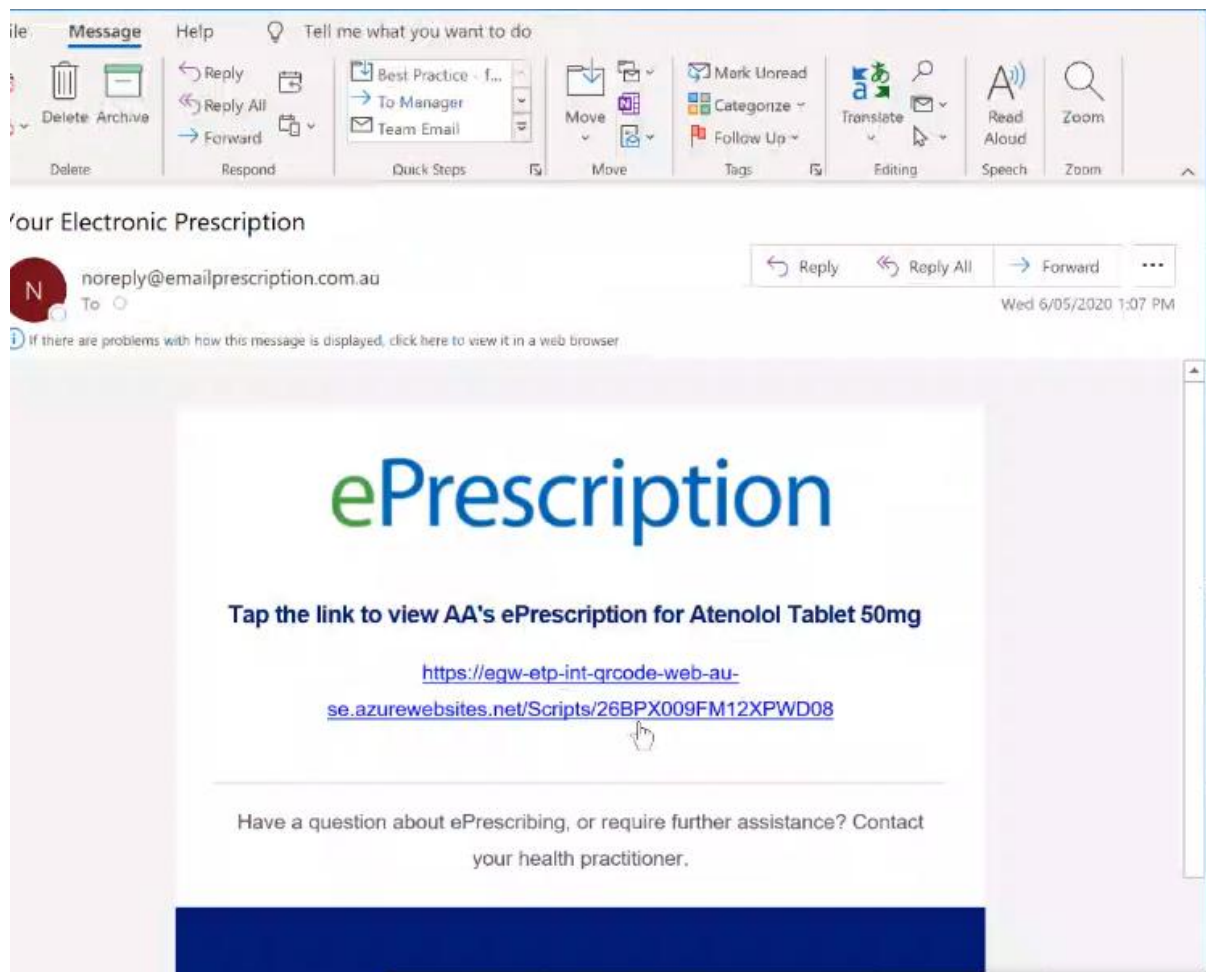 ile Message Help Tell me what you want to do
Delete Archive
Reply
Reply All
Forward
Best Practice - f...
To Manager
Team Email
Move
Mark Unread
Categorize
Follow Up
Translate
Read Aloud
Zoom
Delete Respond Quick Steps Move Tags Editing Speech Zoom
our Electronic Prescription
N
noreply@emailprescription.com.au
To
Reply Reply All Forward ...
Wed 6/05/2020 1:07 PM
If there are problems with how this message is displayed, click here to view it in a web browser
ePrescription
Tap the link to view AA's ePrescription for Atenolol Tablet 50mg
https://egw-etp-int-qrcode-web-au-
se.azurewebsites.net/Scripts/26BPX009FM12XPWD08
Have a question about ePrescribing, or require further assistance? Contact
your health practitioner.